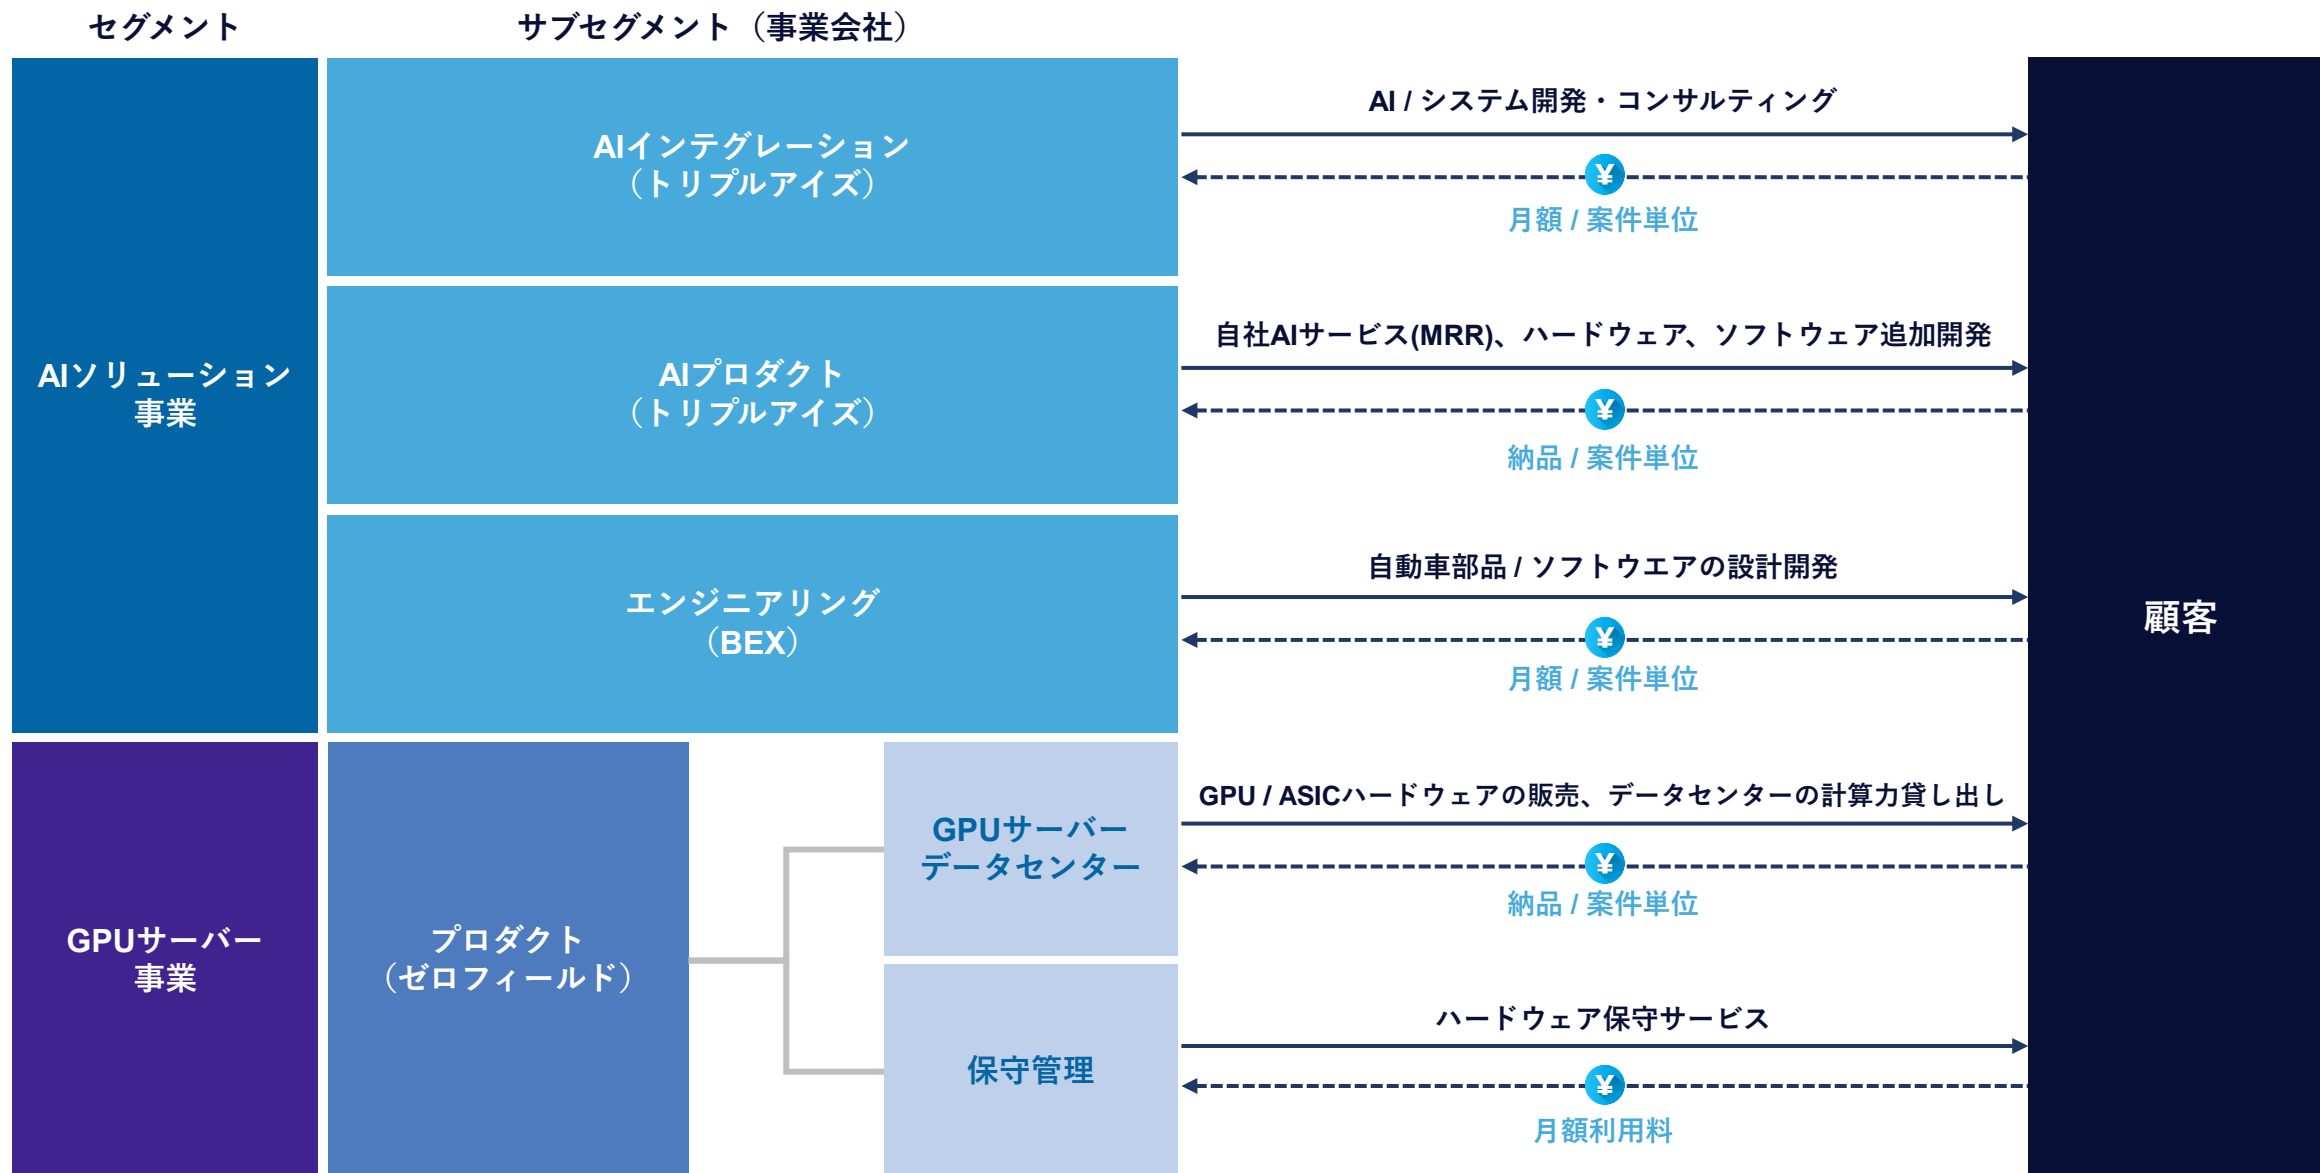 セグメント
サブセグメント（事業会社）
AIソリューション
事業
AIインテグレーション
（トリプルアイズ）
AI / システム開発・コンサルティング
¥
月額 / 案件単位
AIプロダクト
（トリプルアイズ）
自社AIサービス(MRR)、ハードウェア、ソフトウェア追加開発
¥
納品 / 案件単位
エンジニアリング
（BEX）
自動車部品 / ソフトウエアの設計開発
¥
月額 / 案件単位
GPUサーバー
事業
プロダクト
（ゼロフィールド）
GPUサーバー
データセンター
GPU / ASICハードウェアの販売、データセンターの計算力貸し出し
¥
納品 / 案件単位
保守管理
ハードウェア保守サービス
¥
月額利用料
顧客